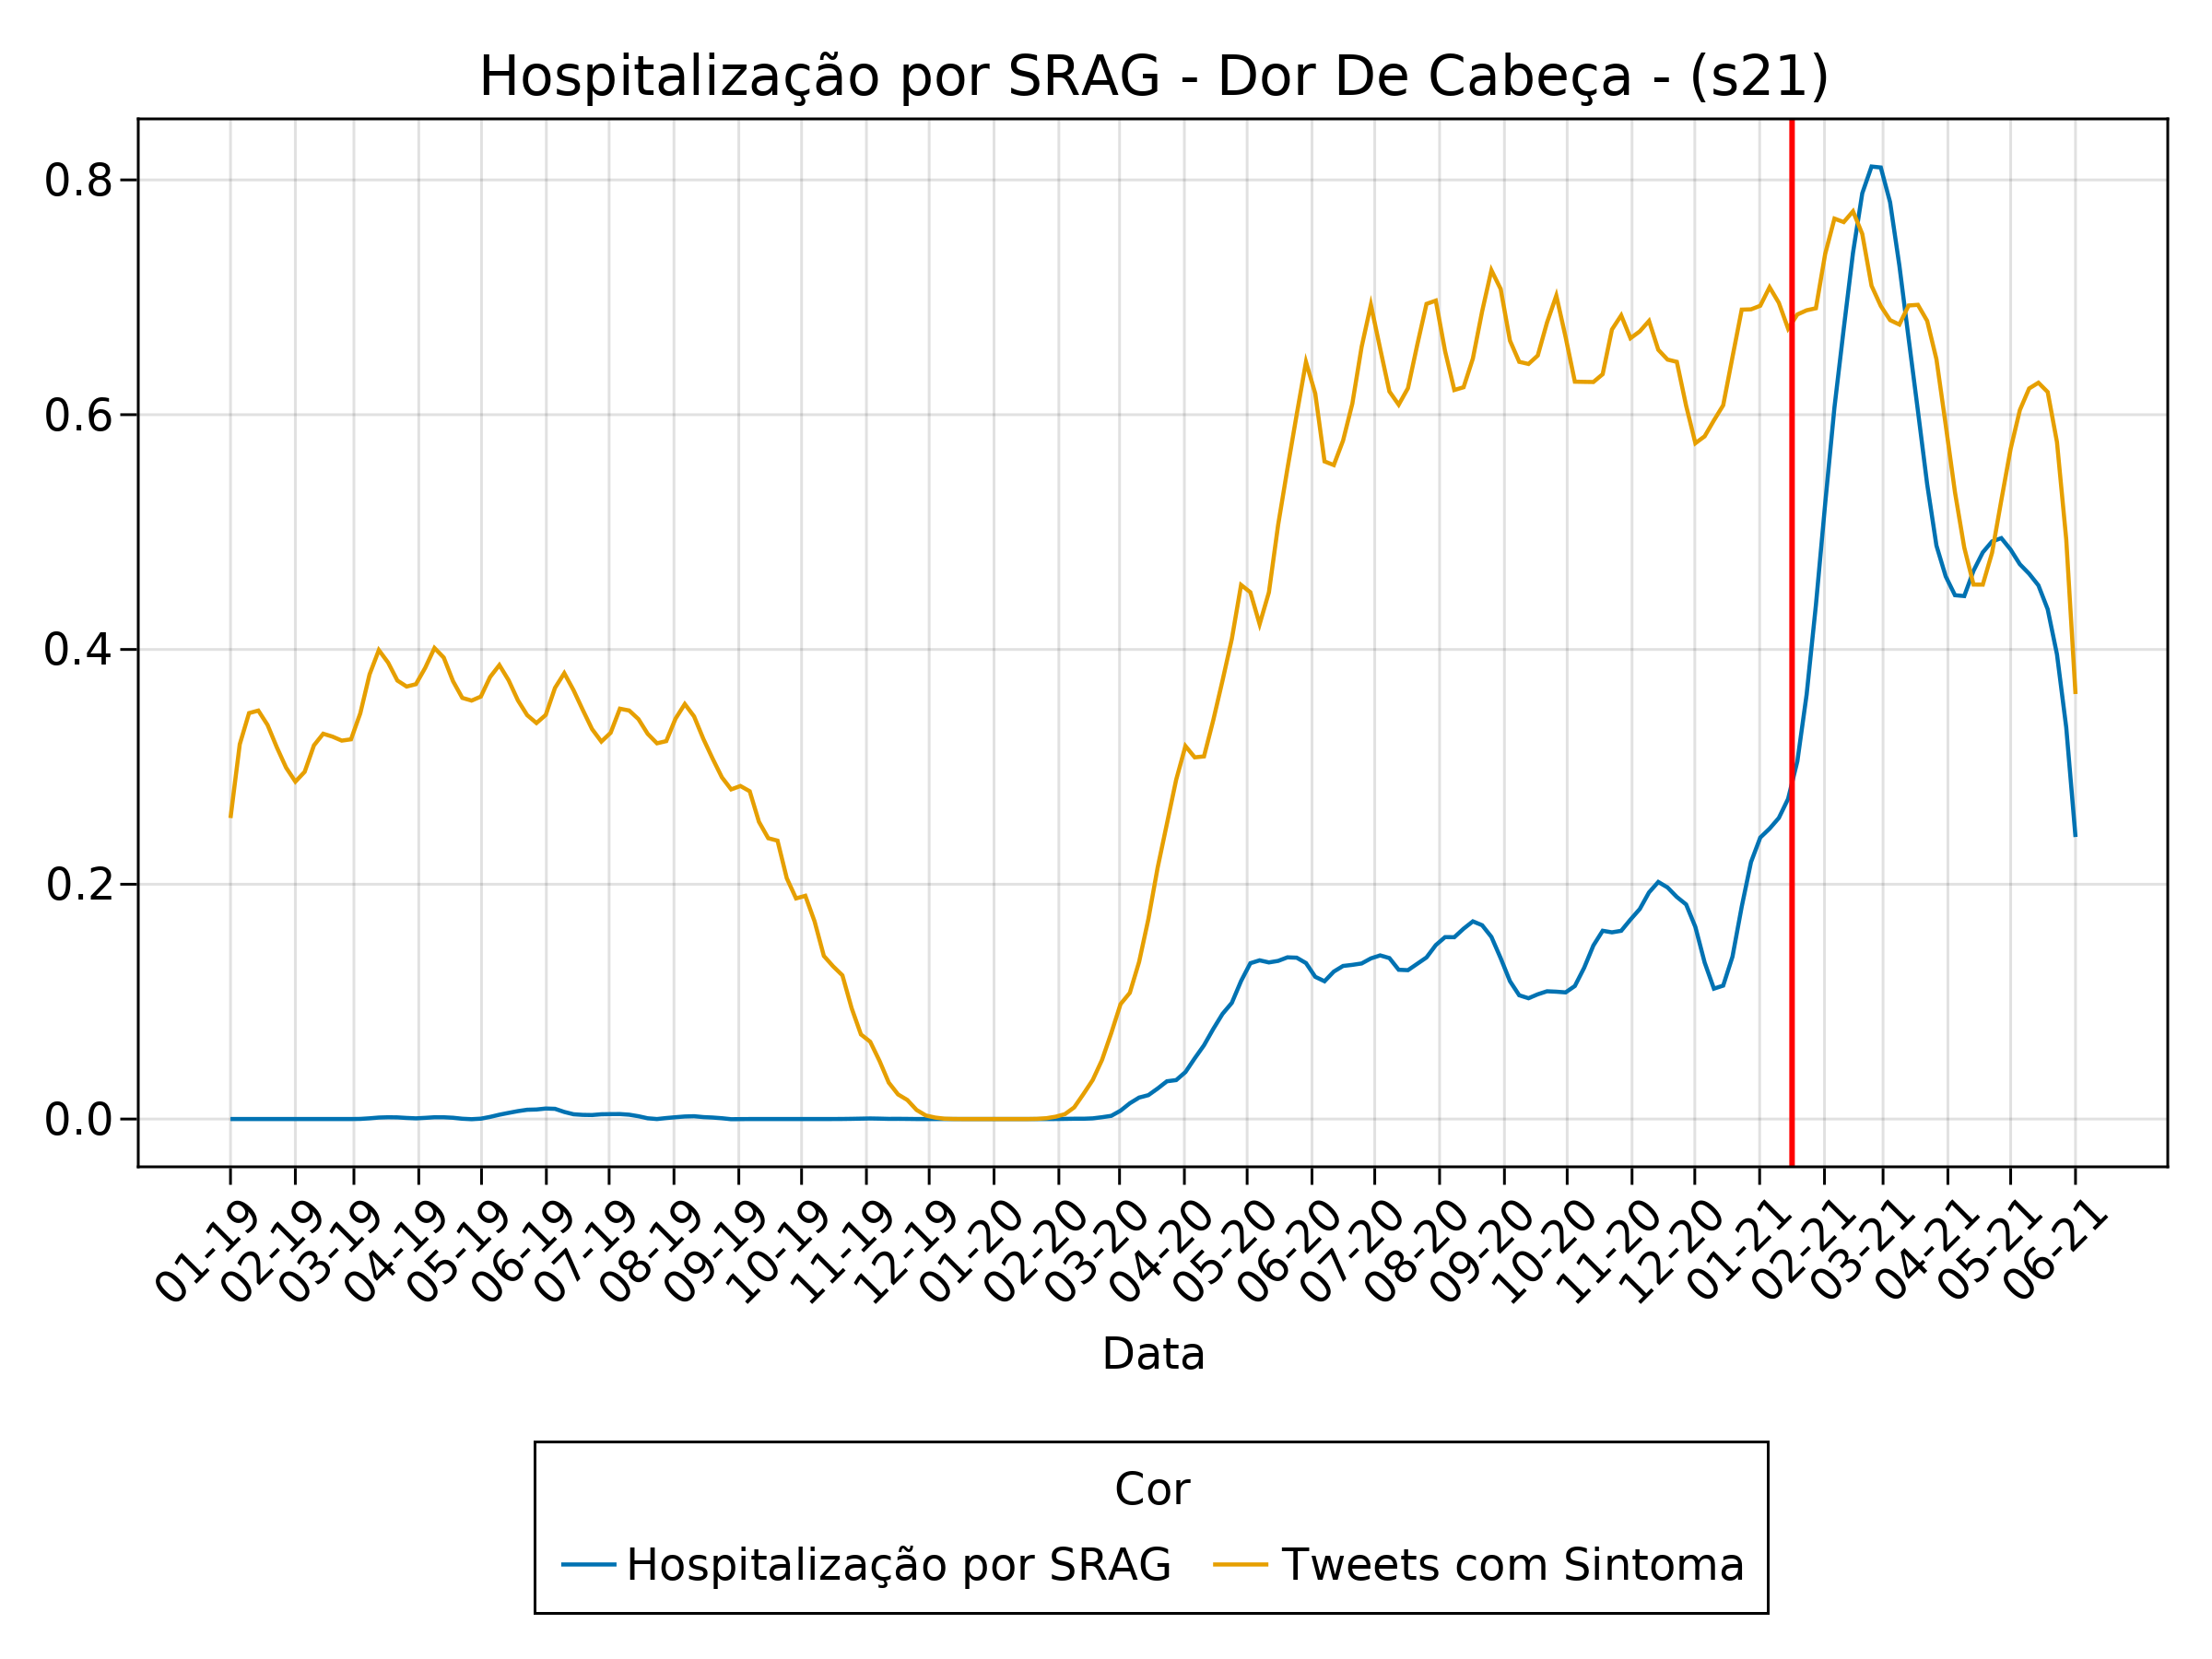 Hospitalização por SRAG - Dor De Cabeça - (s21)
0.8
0.6
0.4
0.2
0.0
01-19 02-19 03-19 04-19 05-19 06-19 07-19 08-19 09-19 10-19 11-19 12-19 01-20 02-20 03-20 04-20 05-20 06-20 07-20 08-20 09-20 10-20 11-20 12-20 01-21 02-21 03-21 04-21 05-21 06-21
Data
Cor
Hospitalização por SRAG Tweets com Sintoma